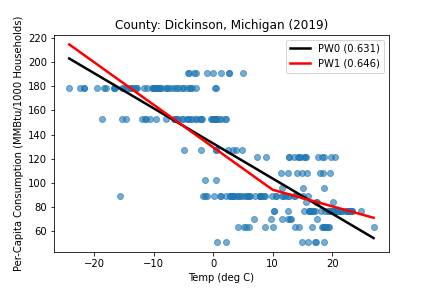 County: Dickinson, Michigan (2019)
Per-Capita Consumption (MMBtu/1000 Households)
220
200
180
160
140
120
100
80
60
PW0 (0.631)
PW1 (0.646)
−20
−10
0
10
20
Temp (deg C)